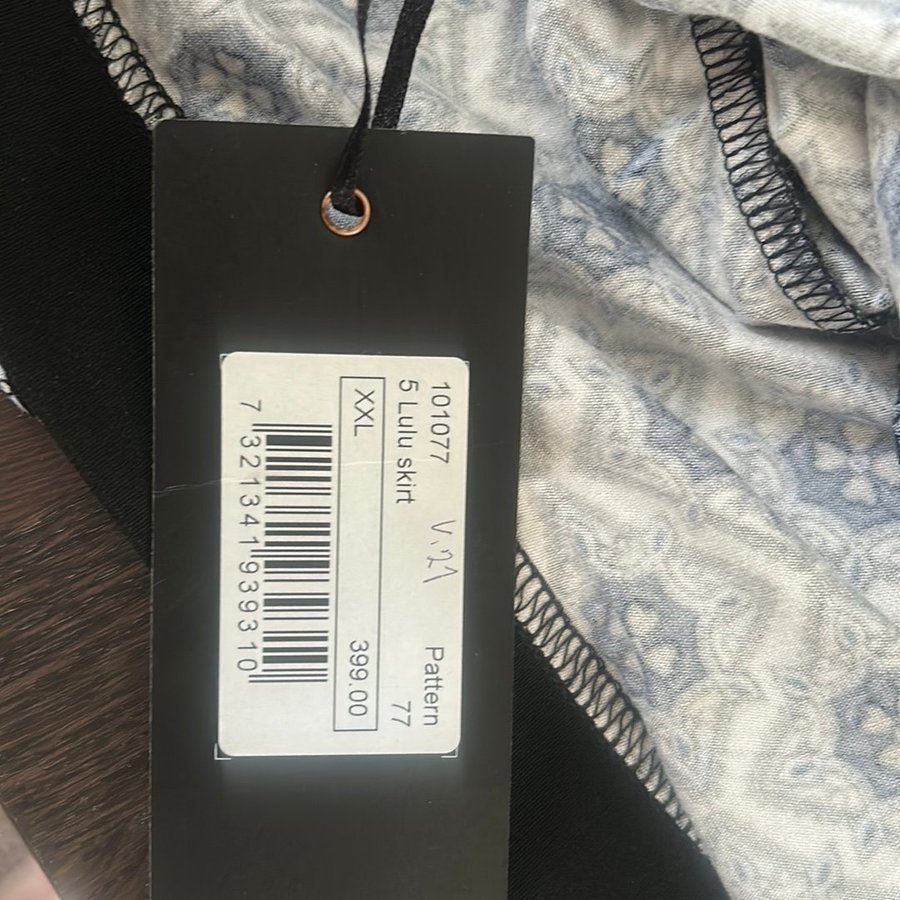 101077 V.21 Pattern
5 Lulu skirt 77
XXL 399.00
7 321341 939310